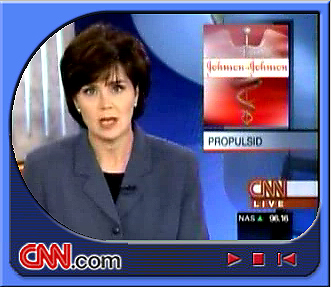 Johnson & Johnson
PROPULSID
CNN
LIVE
NAS ▲ 96.16
CNN.com